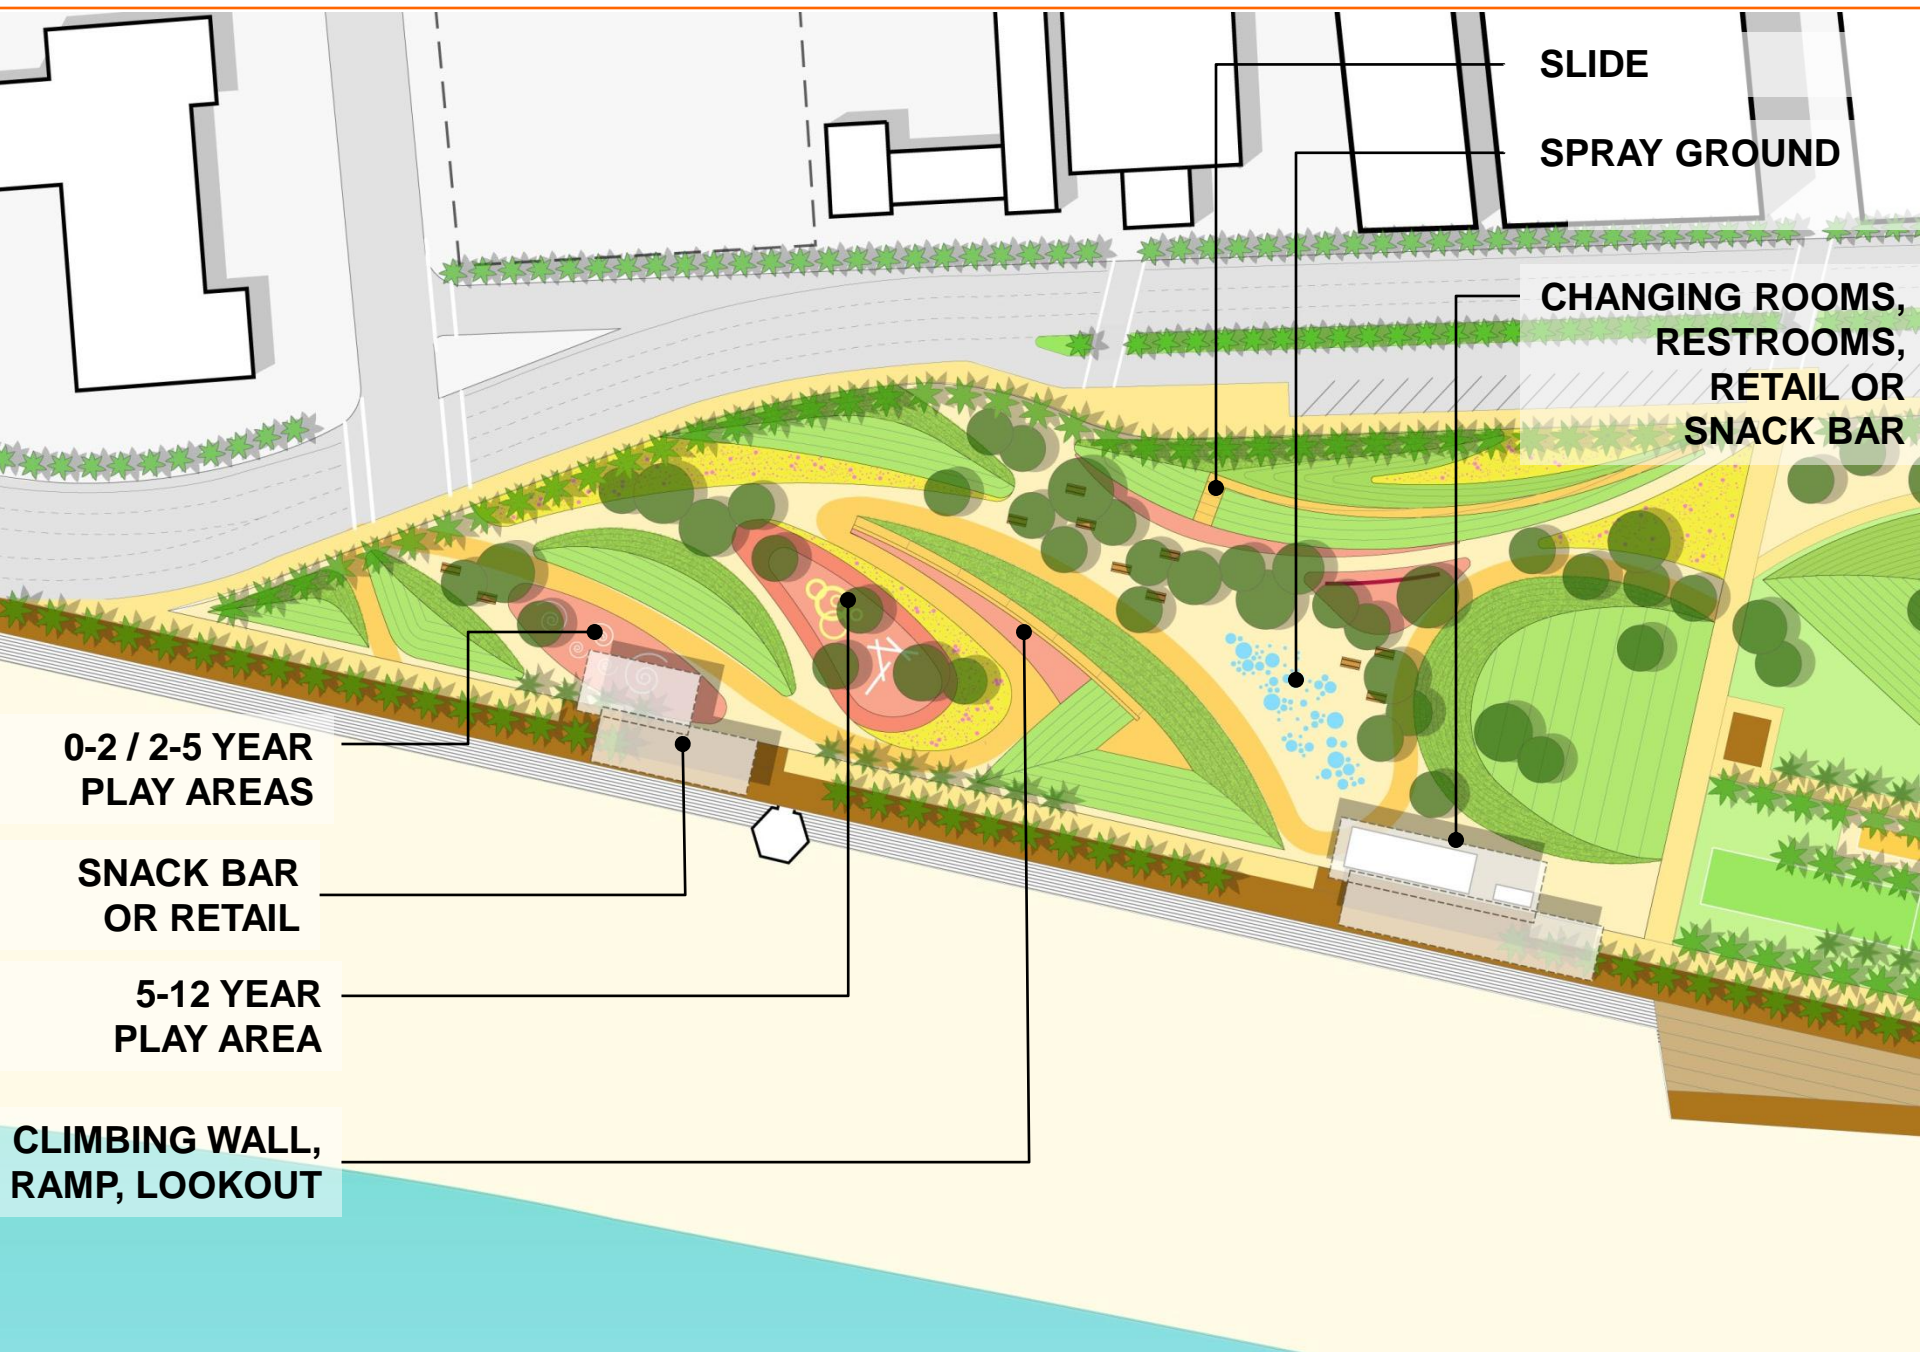 SLIDE
SPRAY GROUND
CHANGING ROOMS,
RESTROOMS,
RETAIL OR
SNACK BAR
0-2 / 2-5 YEAR
PLAY AREAS
SNACK BAR
OR RETAIL
5-12 YEAR
PLAY AREA
CLIMBING WALL,
RAMP, LOOKOUT